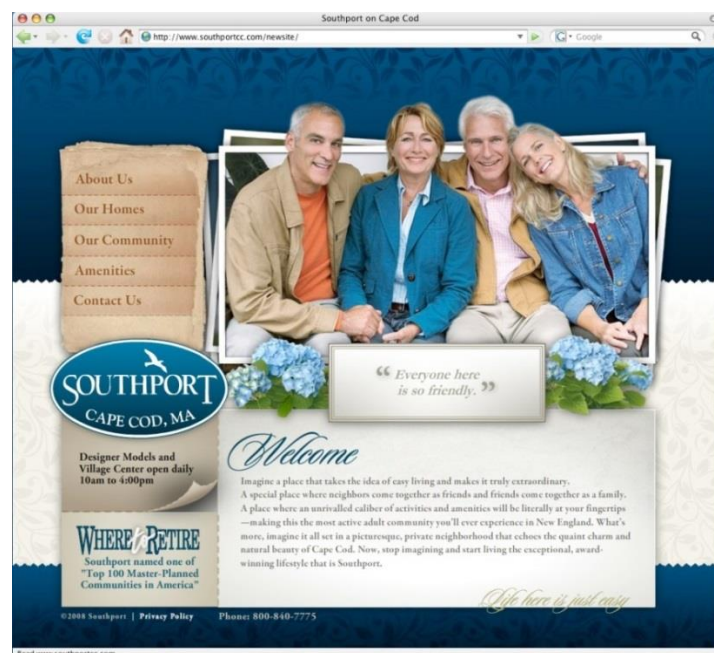 Southport on Cape Cod
http://www.southportcc.com/newsite/
Google
About Us
Our Homes
Our Community
Amenities
Contact Us
“ Everyone here
is so friendly. ”
SOUTHPORT
CAPE COD, MA
Designer Models and
Village Center open daily
10am to 4:00pm
WHERE to RETIRE
Southport named one of
"Top 100 Master-Planned
Communities in America"
Welcome
Imagine a place that takes the idea of easy living and makes it truly extraordinary.
A special place where neighbors come together as friends and friends come together as a family.
A place where an unrivalled caliber of activities and amenities will be literally at your fingertips
—making this the most active adult community you'll ever experience in New England. What's
more, imagine it all set in a picturesque, private neighborhood that echoes the quaint charm and
natural beauty of Cape Cod. Now, stop imagining and start living the exceptional, award-
winning lifestyle that is Southport.
Life here is just easy
©2008 Southport | Privacy Policy Phone: 800-840-7775